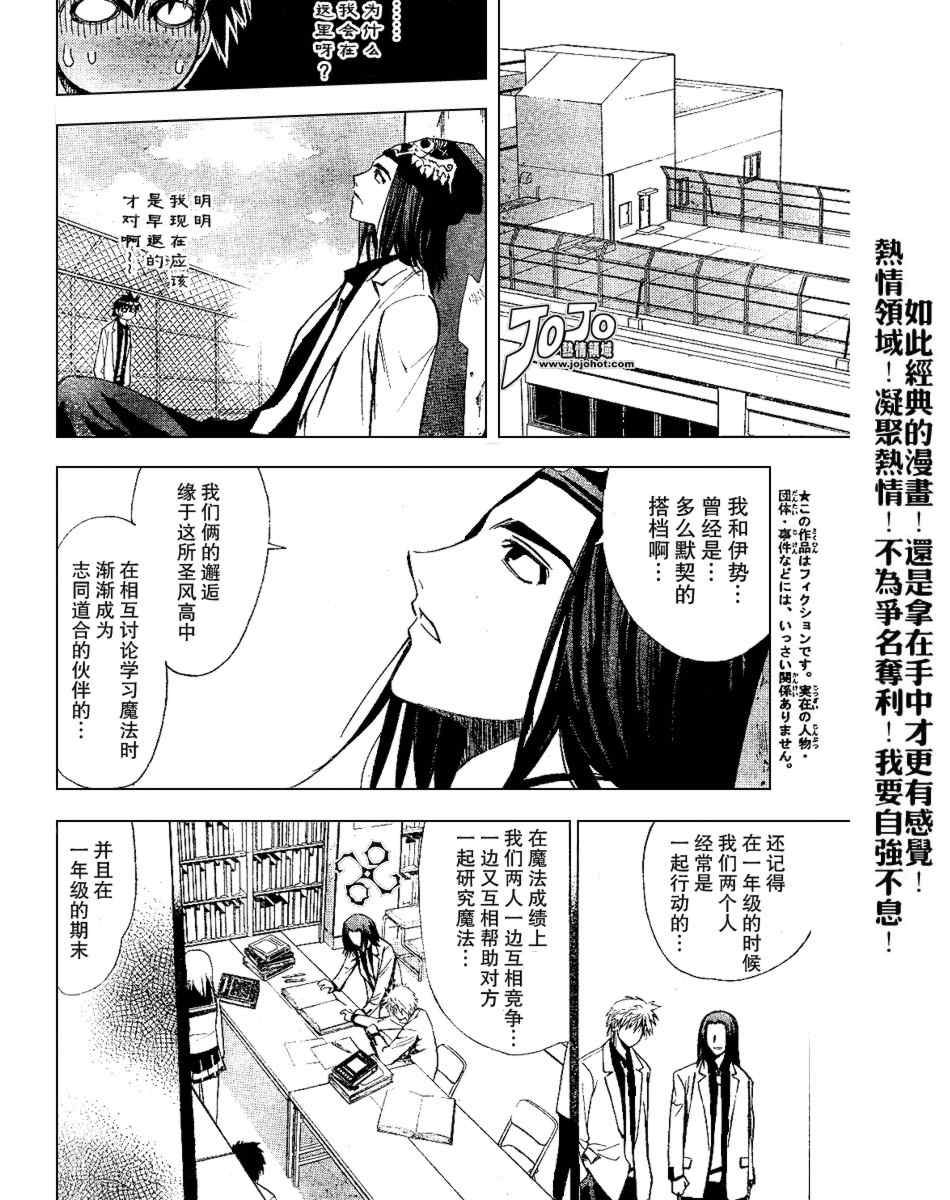 ………
为什么
我会在
这里呀？
明明
我现在应该
是早退的
才对啊～～
JOJO
熱情領域
www.jojohot.com
我和伊势…
曾经是…
多么默契的
搭档啊…
我们俩的邂逅
缘于这所圣风高中
在相互讨论学习魔法时
渐渐成为
志同道合的伙伴的…
★この作品はフィクションです。実在の人物・
団体・事件などには、いっさい関係ありません。
还记得
在一年级的时候
我们两个人
经常是
一起行动的…
在魔法成绩上
我们两人一边互相竞争…
一边又互相帮助对方
一起研究魔法…
并且在
一年级的期末
如此經典的漫畫！還是拿在手中才更有感覺！
熱情領域！凝聚熱情！不為爭名奪利！我要自強不息！